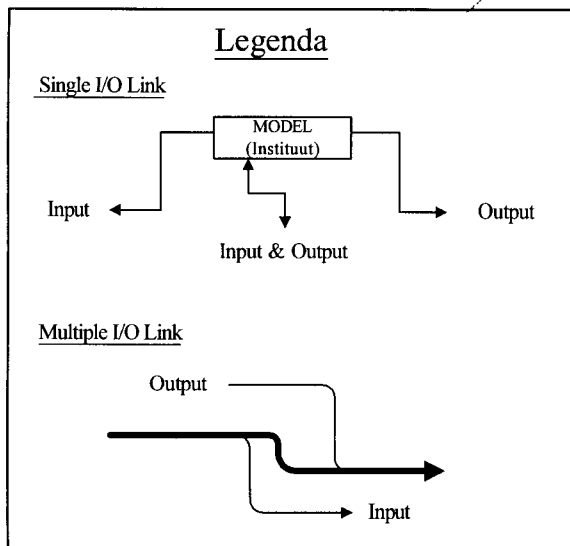 Legenda
Single I/O Link
MODEL
(Instituut)
Input
Output
Input & Output
Multiple I/O Link
Output
Input